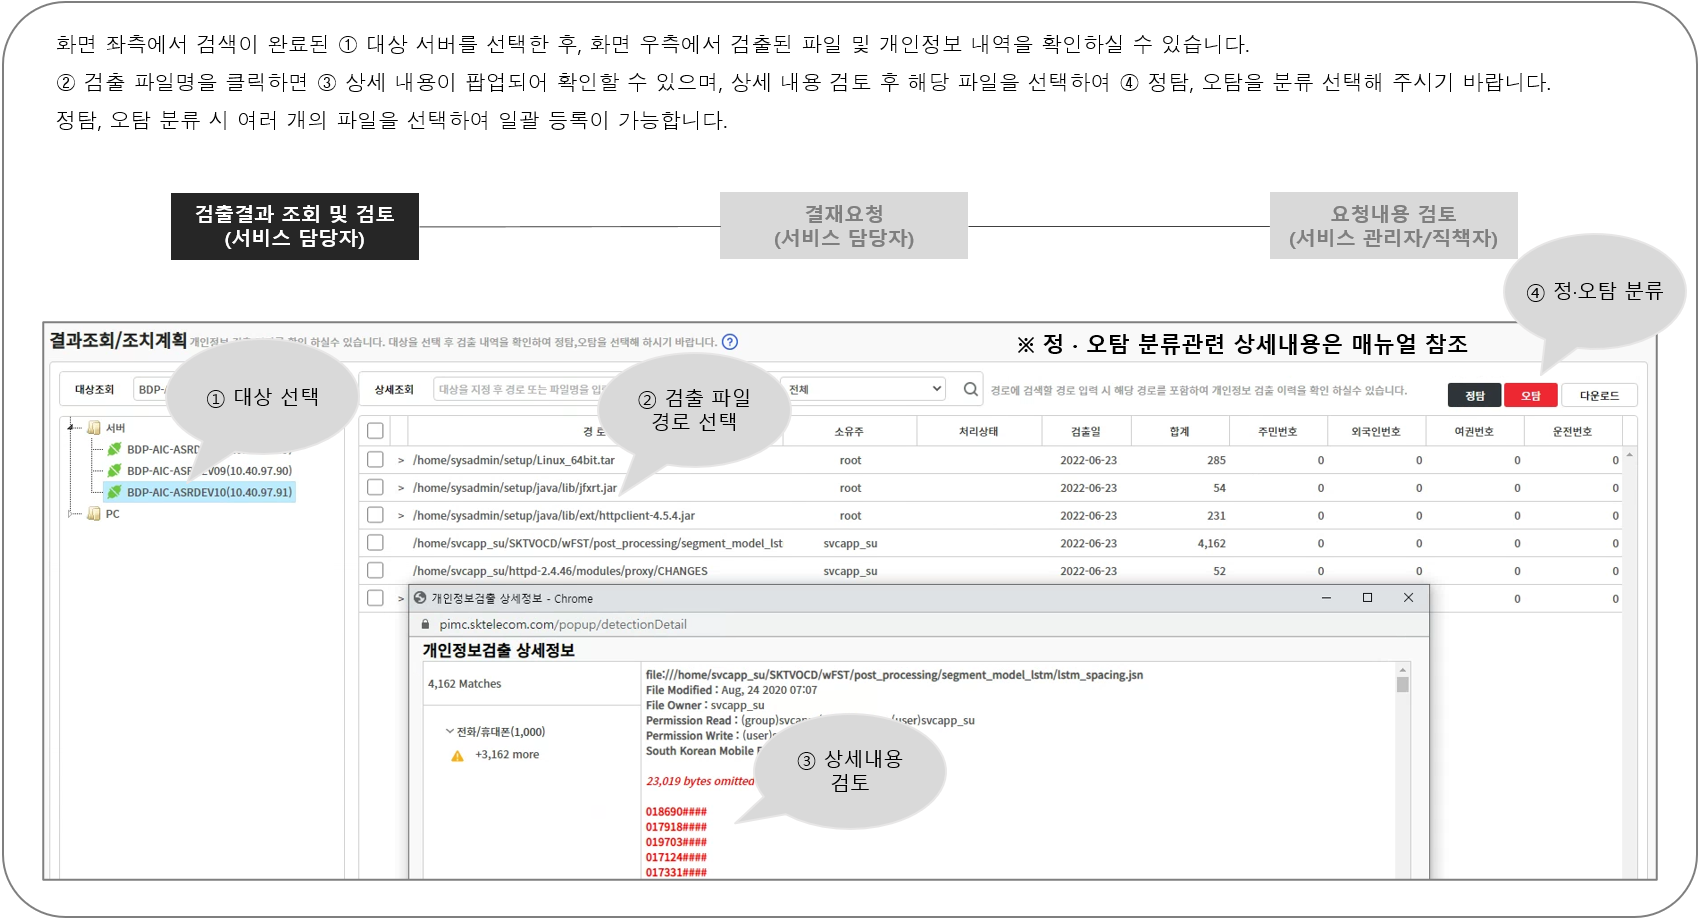 화면 좌측에서 검색이 완료된 ① 대상 서버를 선택한 후, 화면 우측에서 검출된 파일 및 개인정보 내역을 확인하실 수 있습니다.
② 검출 파일명을 클릭하면 ③ 상세 내용이 팝업되어 확인할 수 있으며, 상세 내용 검토 후 해당 파일을 선택하여 ④ 정탐, 오탐을 분류 선택해 주시기 바랍니다.
정탐, 오탐 분류 시 여러 개의 파일을 선택하여 일괄 등록이 가능합니다.
검출결과 조회 및 검토
(서비스 담당자)
결재요청
(서비스 담당자)
요청내용 검토
(서비스 관리자/직책자)
④ 정·오탐 분류
결과조회/조치계획 개인정보 하실수 있습니다. 대상을 선택 후 검출 내역을 확인하여 정탐,오탐을 선택해 하시기 바랍니다. ?
※ 정 · 오탐 분류관련 상세내용은 매뉴얼 참조
대상조회 BDP-
① 대상 선택
상세조회 대상을 지정 후 경로 또는 파일명을
② 검출 파일
경로 선택
전체
경로에 검색할 경로 입력 시 해당 경로를 포함하여 개인정보 검출 이력을 확인 하실수 있습니다.
정탐 오탐 다운로드
서버
BDP-AIC-ASRD
EV09(10.40.97.90)
BDP-AIC-ASRDEV10(10.40.97.91)
PC
경 로 소유주 처리상태 검출일 합계 주민번호 외국인번호 여권번호 운전번호
> /home/sysadmin/setup/Linux_64bit.tar root 2022-06-23 285 0 0 0 0
> /home/sysadmin/setup/java/lib/jfxrt.jar root 2022-06-23 54 0 0 0 0
> /home/sysadmin/setup/java/lib/ext/httpclient-4.5.4.jar root 2022-06-23 231 0 0 0 0
/home/svcapp_su/SKTVOCD/wFST/post_processing/segment_model_lst svcapp_su 2022-06-23 4,162 0 0 0 0
/home/svcapp_su/httpd-2.4.46/modules/proxy/CHANGES svcapp_su 2022-06-23 52 0 0 0 0
> 0 0
개인정보검출 상세정보 - Chrome
pimc.sktelecom.com/popup/detectionDetail
개인정보검출 상세정보
4,162 Matches
전화/휴대폰(1,000)
+3,162 more
file:///home/svcapp_su/SKTVOCD/wFST/post_processing/segment_model_lstm/lstm_spacing.jsn
File Modified : Aug, 24 2020 07:07
File Owner : svcapp_su
Permission Read : (group) (user)svcapp_su
Permission Write : (user)
South Korean Mobile
23,019 bytes omitted
③ 상세내용
검토
018690####
017918####
019703####
017124####
017331####